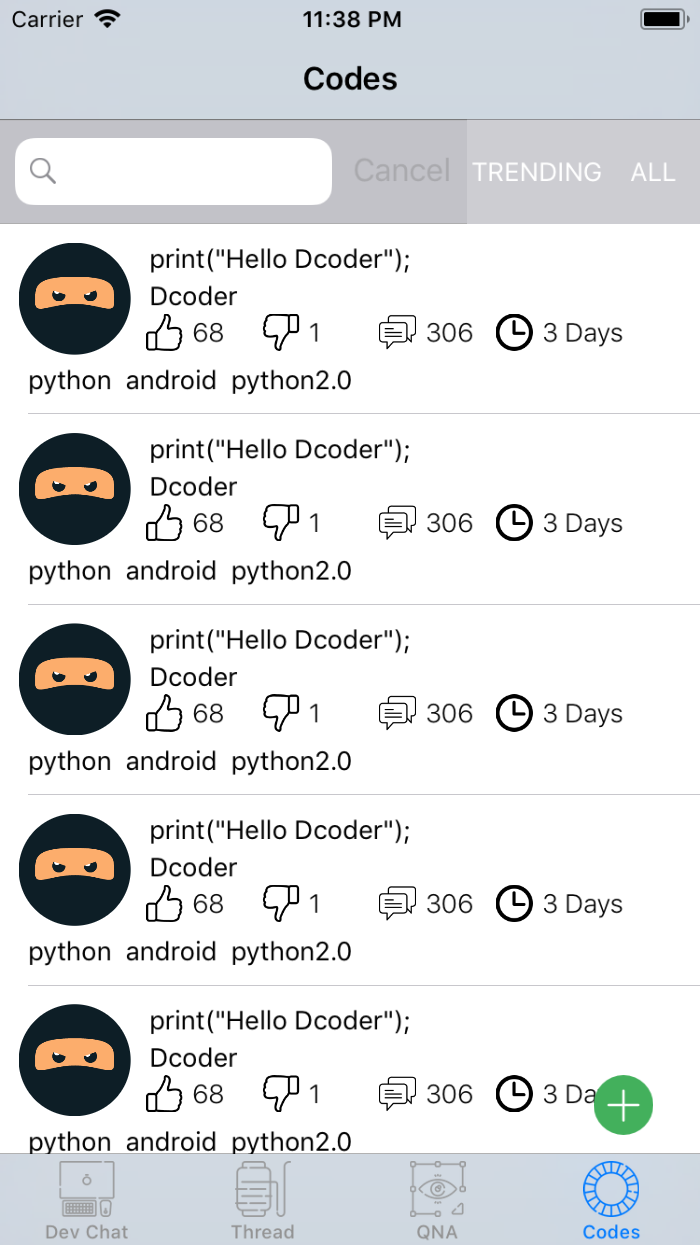 Carrier 11:38 PM
Codes
Cancel TRENDING ALL
print("Hello Dcoder");
Dcoder
68 1 306 3 Days
python android python2.0
print("Hello Dcoder");
Dcoder
68 1 306 3 Days
python android python2.0
print("Hello Dcoder");
Dcoder
68 1 306 3 Days
python android python2.0
print("Hello Dcoder");
Dcoder
68 1 306 3 Days
python android python2.0
print("Hello Dcoder");
Dcoder
68 1 306 3 Da
python android python2.0
Dev Chat Thread QNA Codes